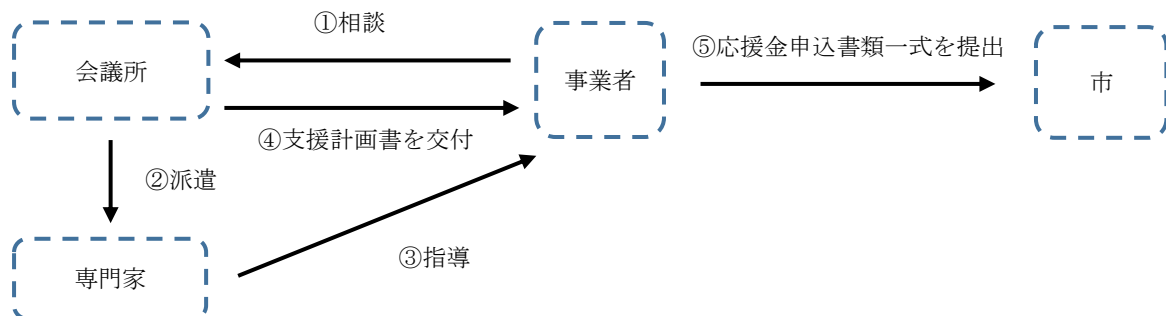 ①相談
会議所
事業者
⑤応援金申込書類一式を提出
市
④支援計画書を交付
②派遣
③指導
専門家